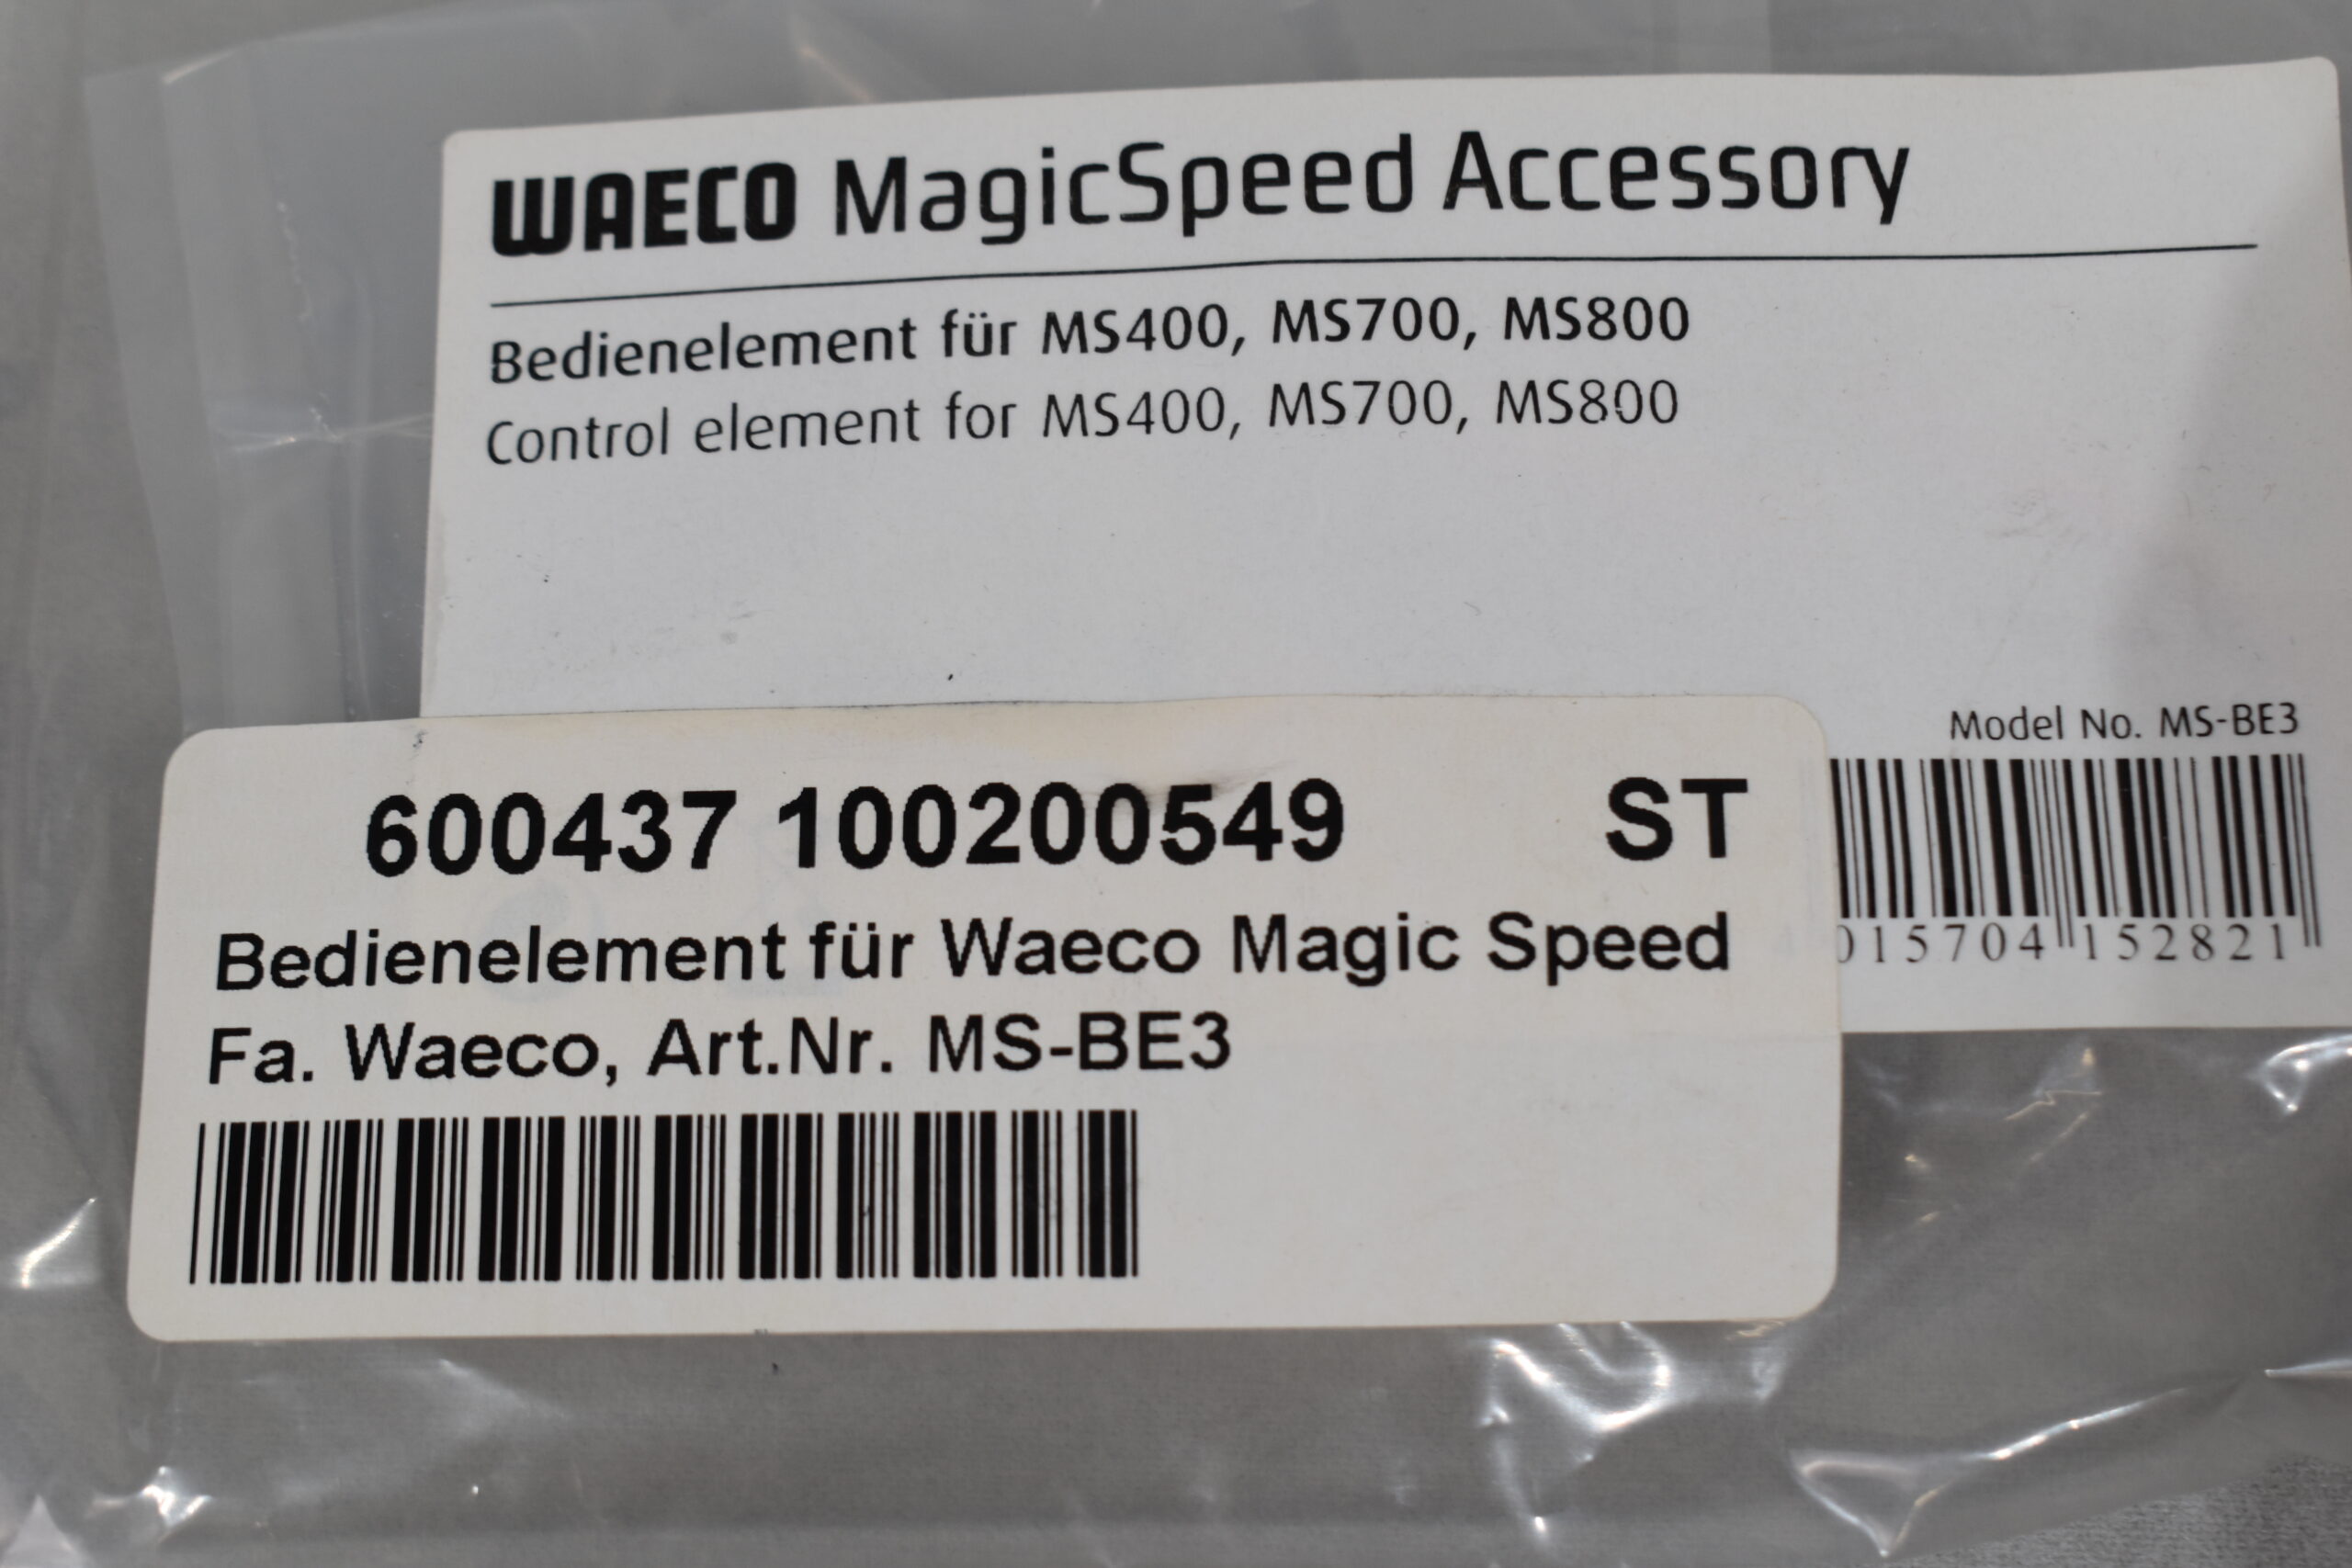 WAECO MagicSpeed Accessory
Bedienelement für MS400, MS700, MS800
Control element for MS400, MS700, MS800
Model No. MS-BE3
015704 152821
600437 100200549 ST
Bedienelement für Waeco Magic Speed
Fa. Waeco, Art.Nr. MS-BE3